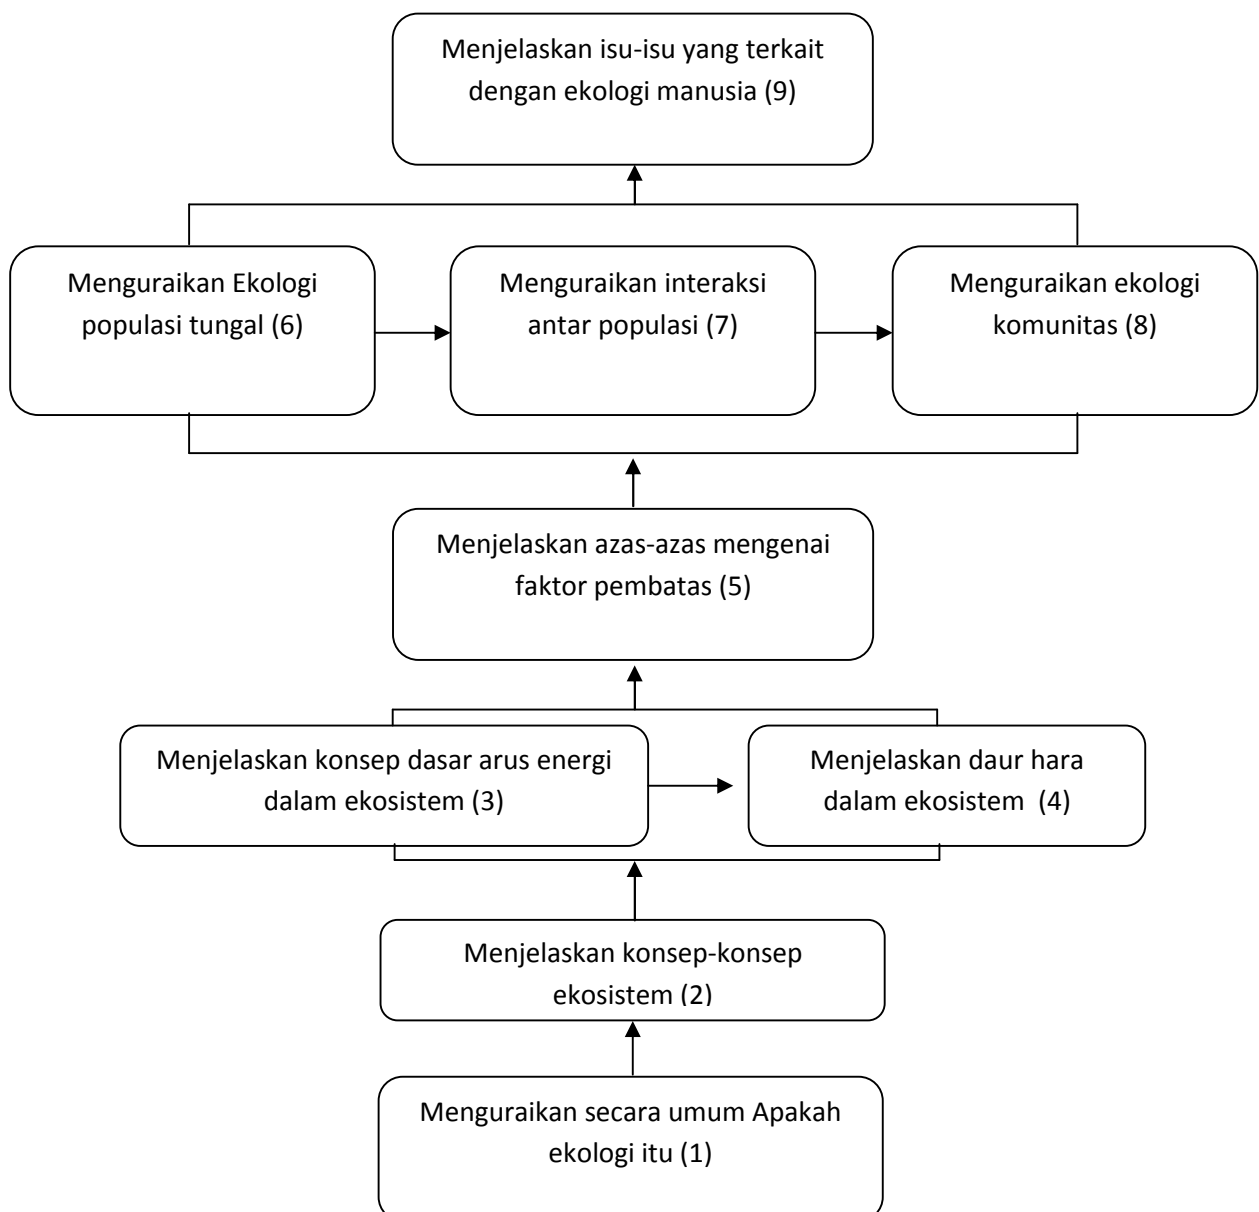 Menjelaskan isu-isu yang terkait
dengan ekologi manusia (9)
Menguraikan Ekologi
populasi tungal (6)
Menguraikan interaksi
antar populasi (7)
Menguraikan ekologi
komunitas (8)
Menjelaskan azas-azas mengenai
faktor pembatas (5)
Menjelaskan konsep dasar arus energi
dalam ekosistem (3)
Menjelaskan daur hara
dalam ekosistem (4)
Menjelaskan konsep-konsep
ekosistem (2)
Menguraikan secara umum Apakah
ekologi itu (1)